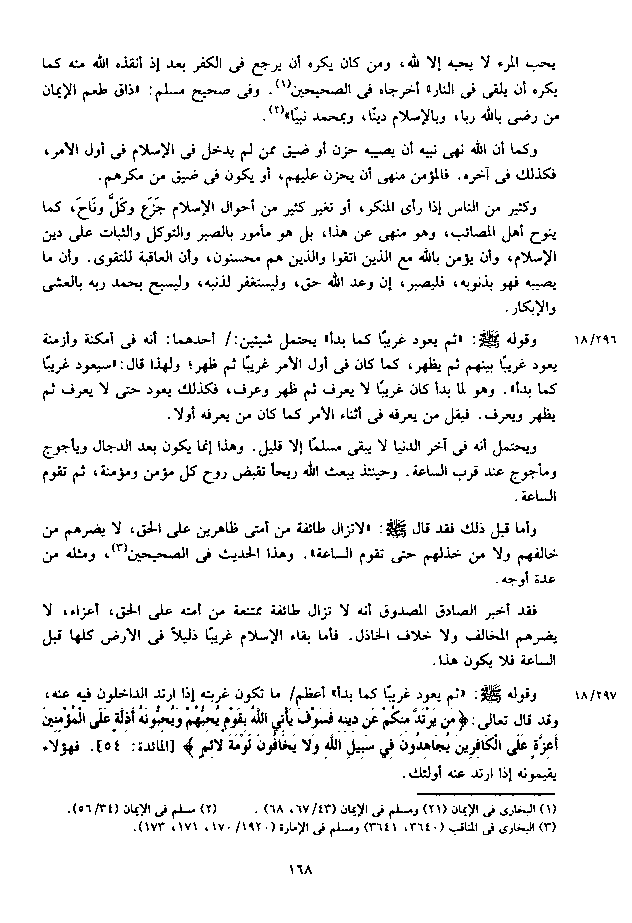 يحب المرء لا يحبه إلا لله، ومن كان يكره أن يرجع فى الكفر بعد إذ أنقذه الله منه كما
يكره أن يلقى فى النار» أخرجاه فى الصحيحين(١). وفى صحيح مسلم: «ذاق طعم الإيمان
من رضى بالله ربا، وبالإسلام دينًا، وبمحمد نبيًا»(٢).
وكما أن الله نهى نبيه أن يصيبه حزن أو ضيق ممن لم يدخل فى الإسلام فى أول الأمر،
فكذلك فى آخره. فالمؤمن منهى أن يحزن عليهم، أو يكون فى ضيق من مكرهم.
وكثير من الناس إذا رأى المنكر، أو تغير كثير من أحوال الإسلام جَزَع وكَلَّ ونَاحَ، كما
ينوح أهل المصائب، وهو منهى عن هذا، بل هو مأمور بالصبر والتوكل والثبات على دين
الإسلام، وأن يؤمن بالله مع الذين اتقوا والذين هم محسنون، وأن العاقبة للتقوى. وأن ما
يصيبه فهو بذنوبه، فليصبر، إن وعد الله حق، وليستغفر لذنبه، وليسبح بحمد ربه بالعشى
والإبكار.
١٨/٢٩٦ وقوله ﷺ: «ثم يعود غريبًا كما بدأ» يحتمل شيئين:/ أحدهما: أنه فى أمكنة وأزمنة
يعود غريبًا بينهم ثم يظهر، كما كان فى أول الأمر غريبًا ثم ظهر؛ ولهذا قال: «سيعود غريبًا
كما بدأ». وهو لما بدأ كان غريبًا لا يعرف ثم ظهر وعرف، فكذلك يعود حتى لا يعرف ثم
يظهر ويعرف. فيقل من يعرفه فى أثناء الأمر كما كان من يعرفه أولا.
ويحتمل أنه فى آخر الدنيا لا يبقى مسلمًا إلا قليل. وهذا إنما يكون بعد الدجال ويأجوج
ومأجوج عند قرب الساعة. وحينئذ يبعث الله ريحاً تقبض روح كل مؤمن ومؤمنة، ثم تقوم
الساعة.
وأما قبل ذلك فقد قال ﷺ: «لاتزال طائفة من أمتى ظاهرين على الحق، لا يضرهم من
خالفهم ولا من خذلهم حتى تقوم الساعة». وهذا الحديث فى الصحيحين(٣)، ومثله من
عدة أوجه.
فقد أخبر الصادق المصدوق أنه لا تزال طائفة ممتنعة من أمته على الحق، أعزاء، لا
يضرهم المخالف ولا خلاف الخاذل. فأما بقاء الإسلام غريبًا ذليلاً فى الأرض كلها قبل
الساعة فلا يكون هذا.
١٨/٢٩٧ وقوله ﷺ: «ثم يعود غريبًا كما بدأ» أعظم/ ما تكون غربته إذا ارتد الداخلون فيه عنه،
وقد قال تعالى: ﴿مَن يَرْتَدَّ مِنكُمْ عَن دِينِهِ فَسَوْفَ يَأْتِي اللَّهُ بِقَوْمٍ يُحِبُّهُمْ وَيُحِبُّونَهُ أَذِلَّةٍ عَلَى الْمُؤْمِنِينَ
أَعِزَّةٍ عَلَى الْكَافِرِينَ يُجَاهِدُونَ فِي سَبِيلِ اللَّهِ وَلا يَخَافُونَ لَوْمَةَ لائِمٍ﴾ [المائدة: ٥٤]. فهؤلاء
يقيمونه إذا ارتد عنه أولئك.
(١) البخارى فى الإيمان (٢١) ومسلم فى الإيمان (٦٧/٤٣، ٦٨). (٢) مسلم فى الإيمان (٥٦/٣٤).
(٣) البخارى فى المناقب (٣٦٤٠، ٣٦٤١) ومسلم فى الإمارة (١٩٢٠/ ١٧٠، ١٧١، ١٧٣).
١٦٨